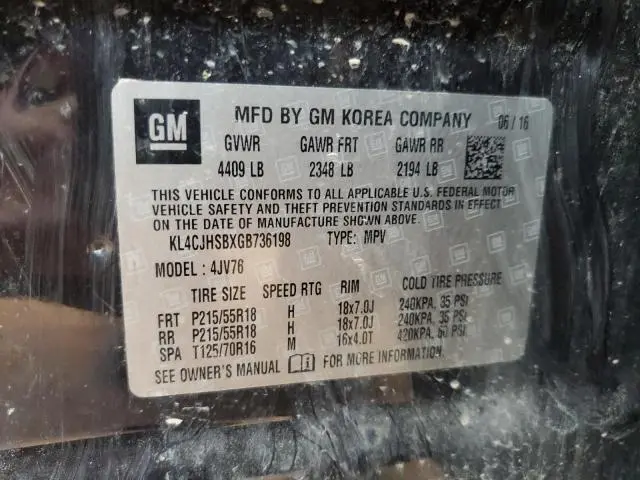 GM MFD BY GM KOREA COMPANY 06 / 16
GVWR GAWR FRT GAWR RR
4409 LB 2348 LB 2194 LB
THIS VEHICLE CONFORMS TO ALL APPLICABLE U.S. FEDERAL MOTOR
VEHICLE SAFETY AND THEFT PREVENTION STANDARDS IN EFFECT
ON THE DATE OF MANUFACTURE SHOWN ABOVE.
KL4CJHSBXGB736198 TYPE: MPV
MODEL : 4JV76
TIRE SIZE SPEED RTG RIM COLD TIRE PRESSURE
FRT P215/55R18 H 18x7.0J 240KPA, 35 PSI
RR P215/55R18 H 18x7.0J 240KPA, 35 PSI
SPA T125/70R16 M 16x4.0T 420KPA, 60 PSI
SEE OWNER'S MANUAL FOR MORE INFORMATION.